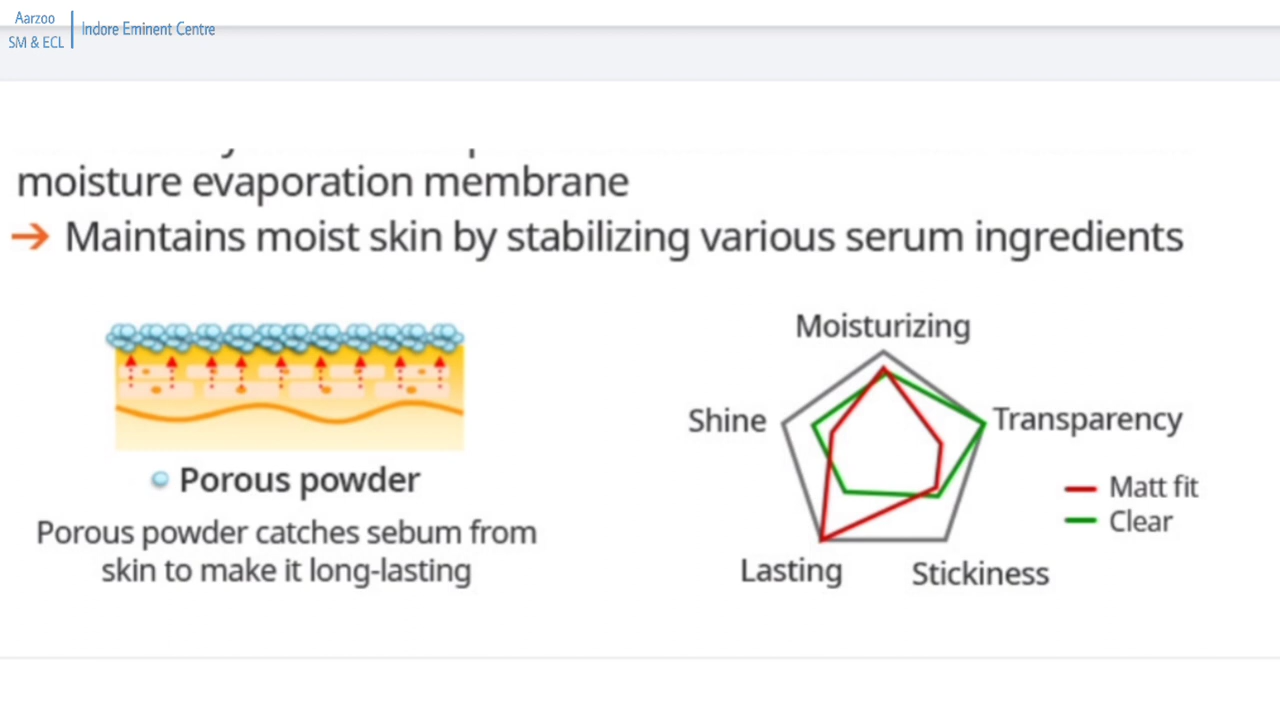 Aarzoo
SM & ECL
Indore Eminent Centre
moisture evaporation membrane
➔ Maintains moist skin by stabilizing various serum ingredients
Porous powder
Porous powder catches sebum from
skin to make it long-lasting
Moisturizing
Shine
Transparency
Matt fit
Clear
Lasting
Stickiness